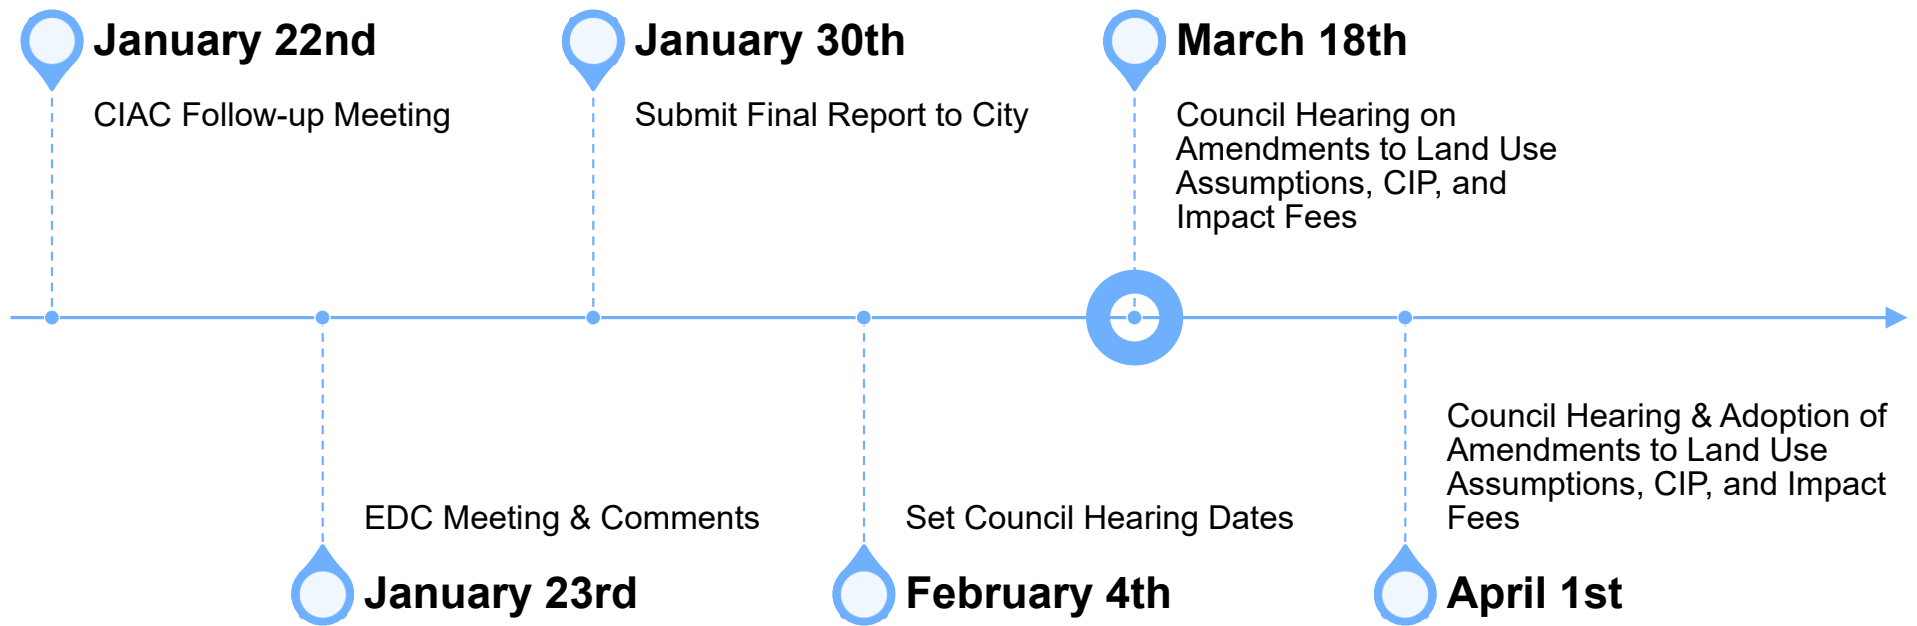 January 22nd
CIAC Follow-up Meeting
January 30th
Submit Final Report to City
March 18th
Council Hearing on
Amendments to Land Use
Assumptions, CIP, and
Impact Fees
EDC Meeting & Comments
January 23rd
Set Council Hearing Dates
February 4th
Council Hearing & Adoption of
Amendments to Land Use
Assumptions, CIP, and Impact
Fees
April 1st